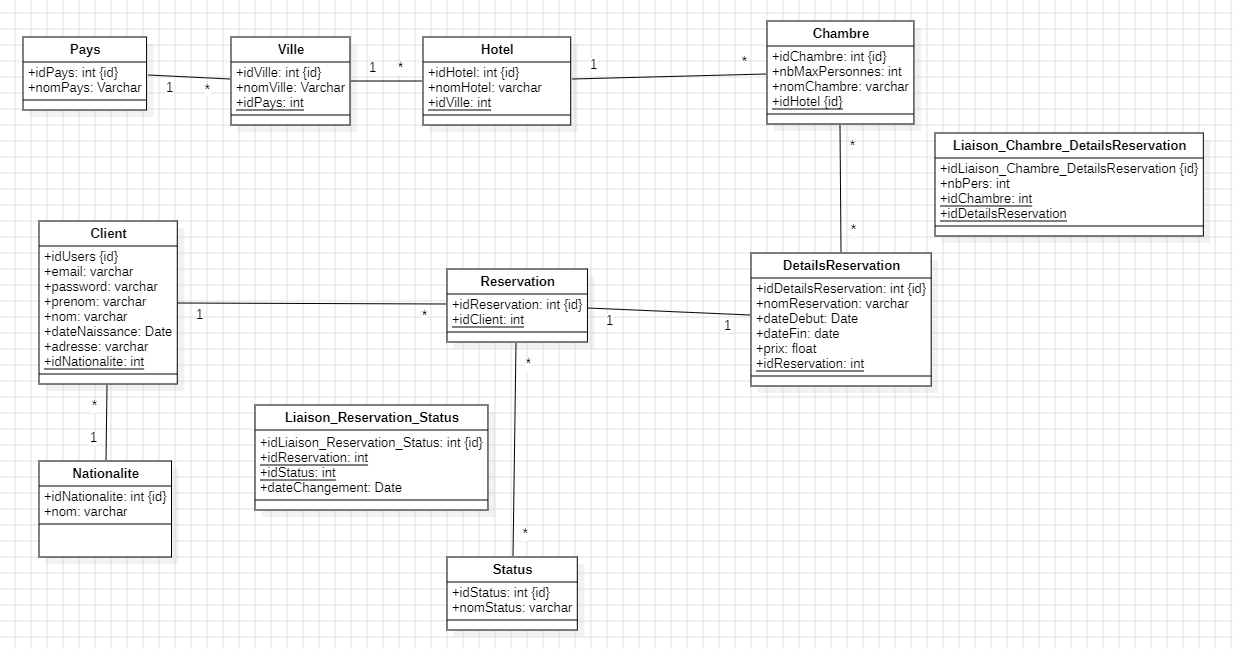 Pays
+idPays: int {id}
+nomPays: Varchar
1
*
Ville
+idVille: int {id}
+nomVille: Varchar
+idPays: int
1
*
Hotel
+idHotel: int {id}
+nomHotel: varchar
+idVille: int
1
*
Chambre
+idChambre: int {id}
+nbMaxPersonnes: int
+nomChambre: varchar
+idHotel {id}
*
*
Liaison_Chambre_DetailsReservation
+idLiaison_Chambre_DetailsReservation {id}
+nbPers: int
+idChambre: int
+idDetailsReservation
Client
+idUsers {id}
+email: varchar
+password: varchar
+prenom: varchar
+nom: varchar
+dateNaissance: Date
+adresse: varchar
+idNationalite: int
1
*
Reservation
+idReservation: int {id}
+idClient: int
1
1
DetailsReservation
+idDetailsReservation: int {id}
+nomReservation: varchar
+dateDebut: Date
+dateFin: date
+prix: float
+idReservation: int
*
1
Nationalite
+idNationalite: int {id}
+nom: varchar
Liaison_Reservation_Status
+idLiaison_Reservation_Status: int {id}
+idReservation: int
+idStatus: int
+dateChangement: Date
*
*
Status
+idStatus: int {id}
+nomStatus: varchar